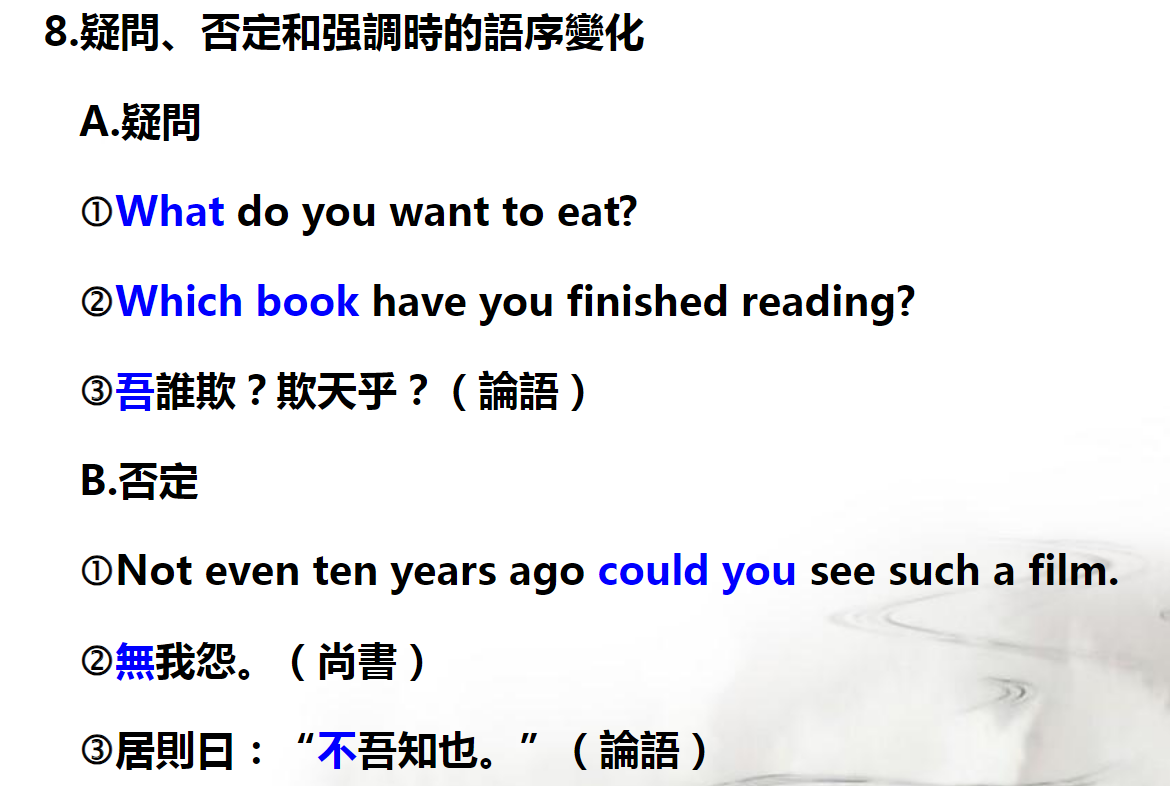 8.疑問、否定和强調時的語序變化
A.疑問
①What do you want to eat?
②Which book have you finished reading?
③吾誰欺？欺天乎？（論語）
B.否定
①Not even ten years ago could you see such a film.
②無我怨。（尚書）
③居則曰：“不吾知也。”（論語）